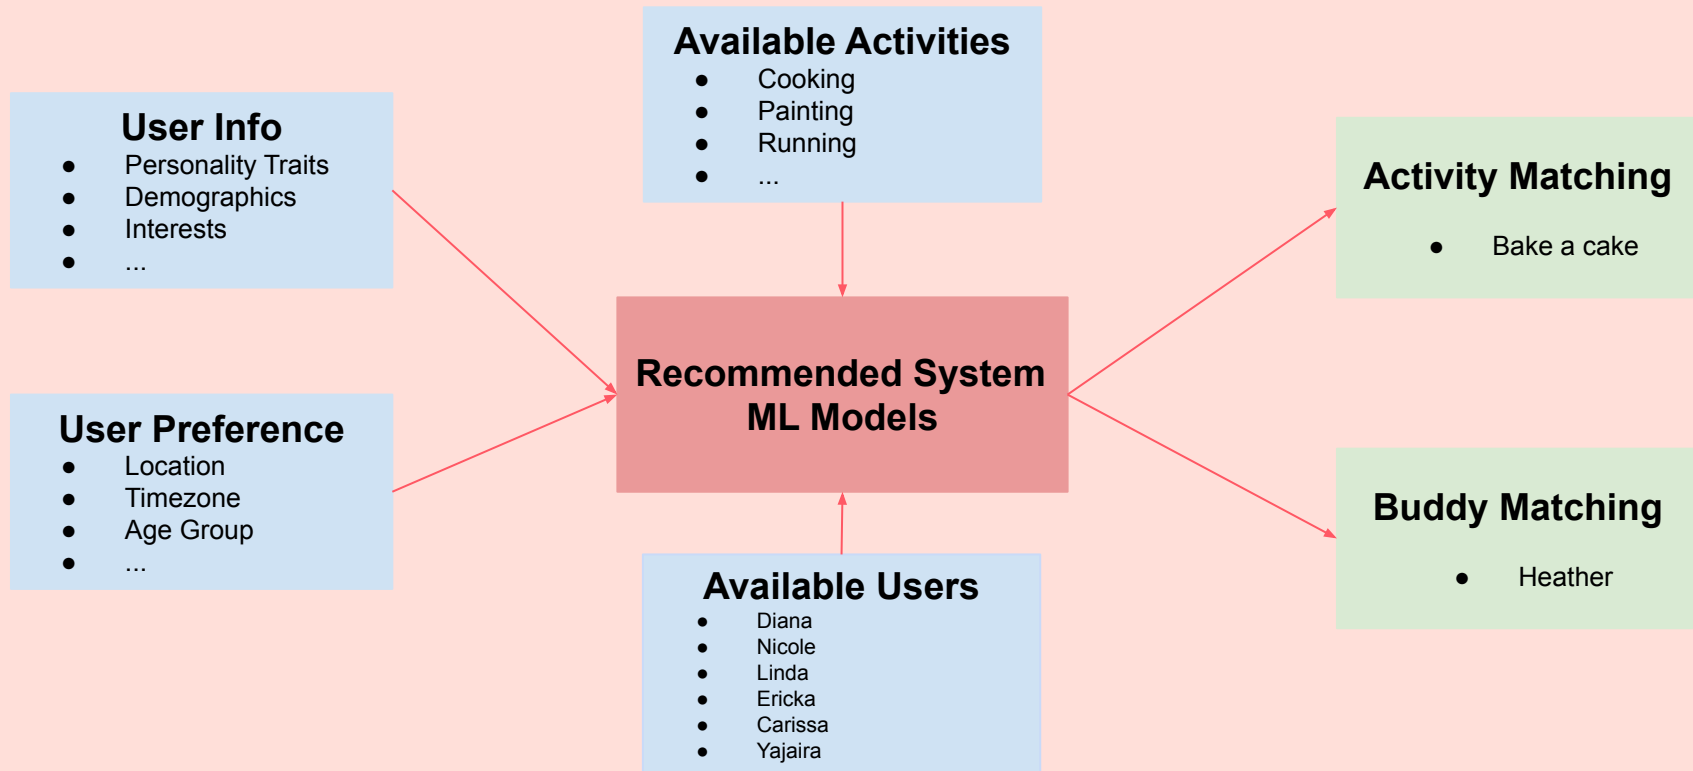 User Info
● Personality Traits
● Demographics
● Interests
● ...
User Preference
● Location
● Timezone
● Age Group
● ...
Available Activities
● Cooking
● Painting
● Running
● ...
Recommended System
ML Models
Available Users
● Diana
● Nicole
● Linda
● Ericka
● Carissa
● Yajaira
Activity Matching
● Bake a cake
Buddy Matching
● Heather